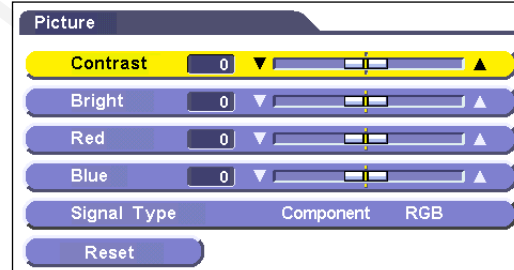 Picture
Contrast 0
Bright 0
Red 0
Blue 0
Signal Type Component RGB
Reset